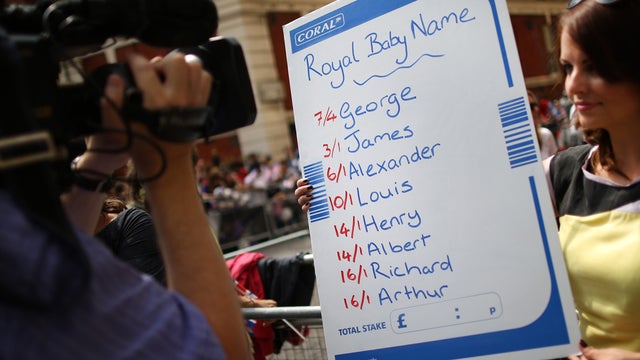 CORAL
Royal Baby Name
7/4 George
3/1 James
6/1 Alexander
10/1 Louis
14/1 Henry
14/1 Albert
16/1 Richard
16/1 Arthur
TOTAL STAKE £ : p